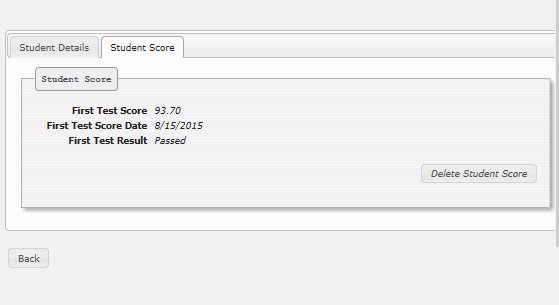 Student Details Student Score
Student Score
First Test Score 93.70
First Test Score Date 8/15/2015
First Test Result Passed
Delete Student Score
Back